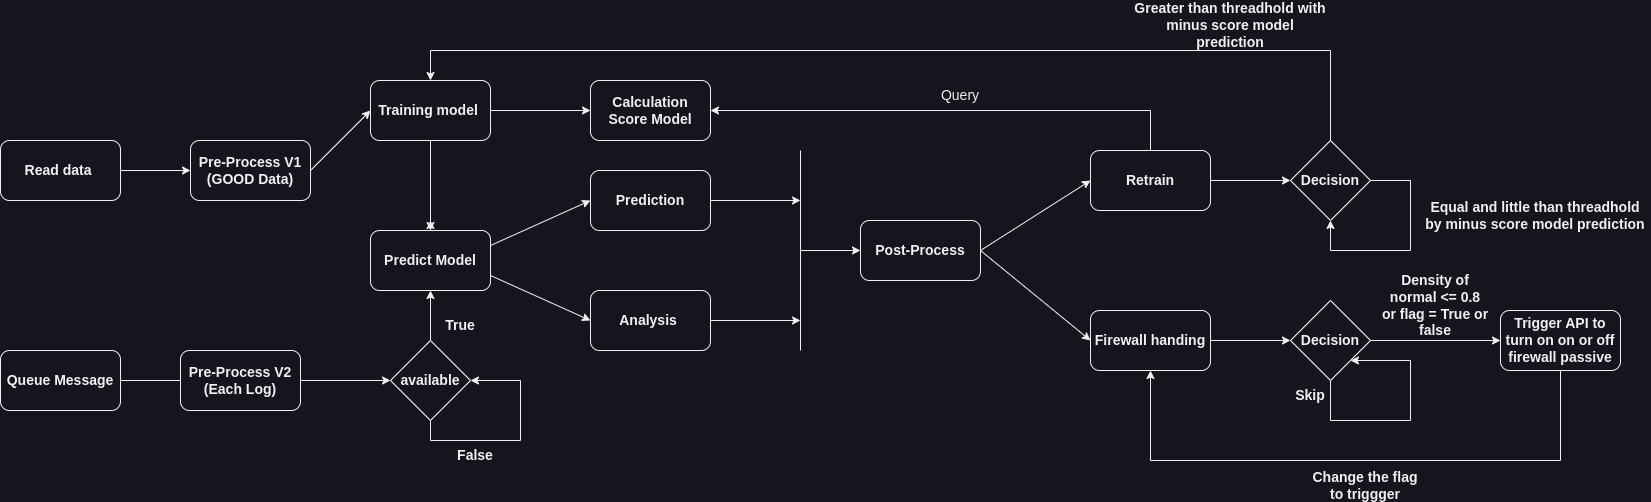 Greater than threadhold with
minus score model
prediction
Training model
Calculation
Score Model
Query
Read data
Pre-Process V1
(GOOD Data)
Prediction
Retrain
Decision
Equal and little than threadhold
by minus score model prediction
Predict Model
Post-Process
Analysis
True
Density of
normal <= 0.8
or flag = True or
false
Firewall handing
Decision
Trigger API to
turn on on or off
firewall passive
Queue Message
Pre-Process V2
(Each Log)
available
Skip
False
Change the flag
to triggger